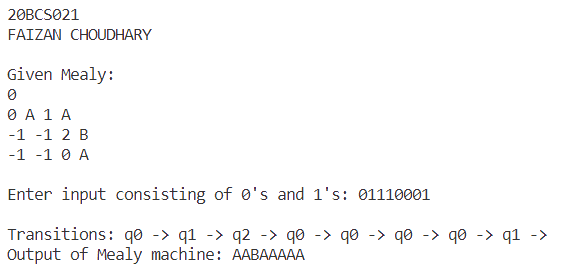 20BCS021
FAIZAN CHOUDHARY
Given Mealy:
0
0 A 1 A
-1 -1 2 B
-1 -1 0 A
Enter input consisting of 0's and 1's: 01110001
Transitions: q0 -> q1 -> q2 -> q0 -> q0 -> q0 -> q0 -> q1 ->
Output of Mealy machine: AABAAAAA